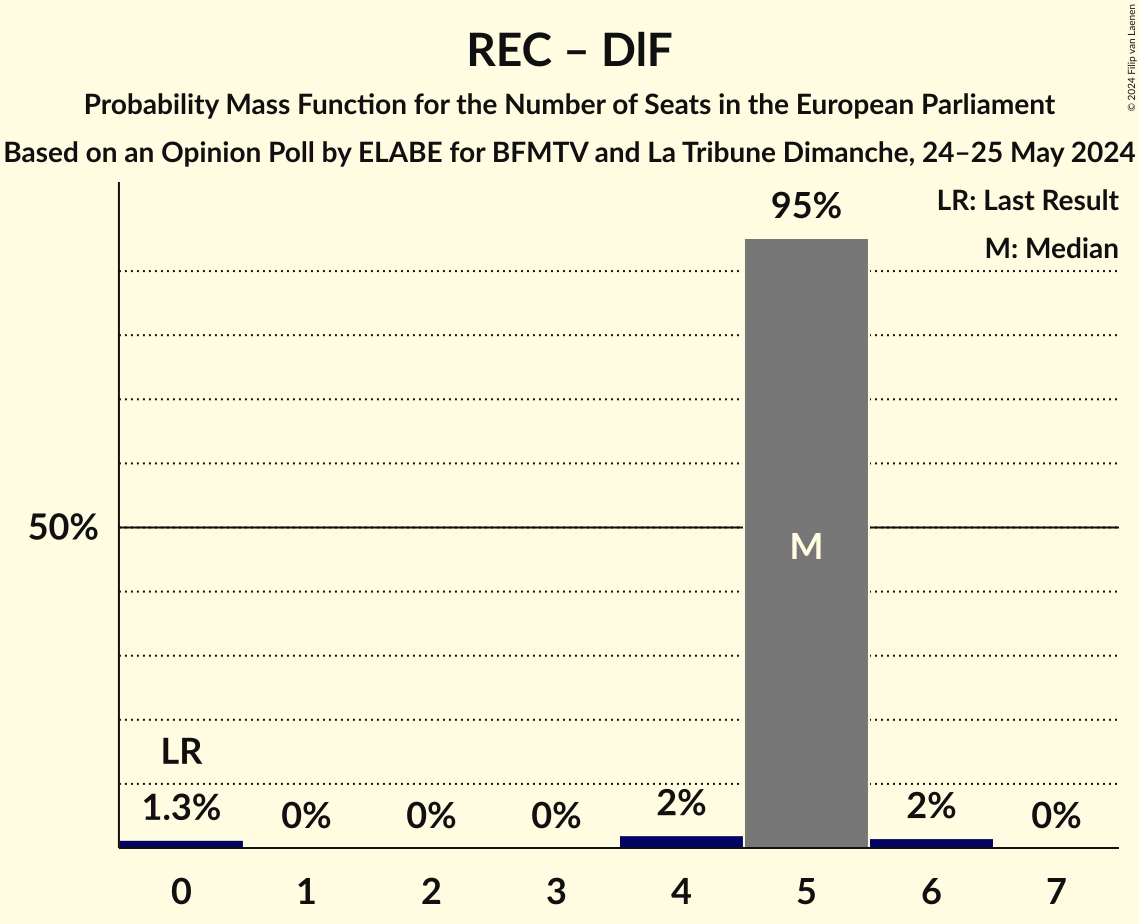 REC – DlF
Probability Mass Function for the Number of Seats in the European Parliament
Based on an Opinion Poll by ELABE for BFMTV and La Tribune Dimanche, 24–25 May 2024
© 2024 Filip van Laenen
LR: Last Result
M: Median
95%
50%
M
LR
1.3% 0% 0% 0% 2% 2% 0%
0 1 2 3 4 5 6 7